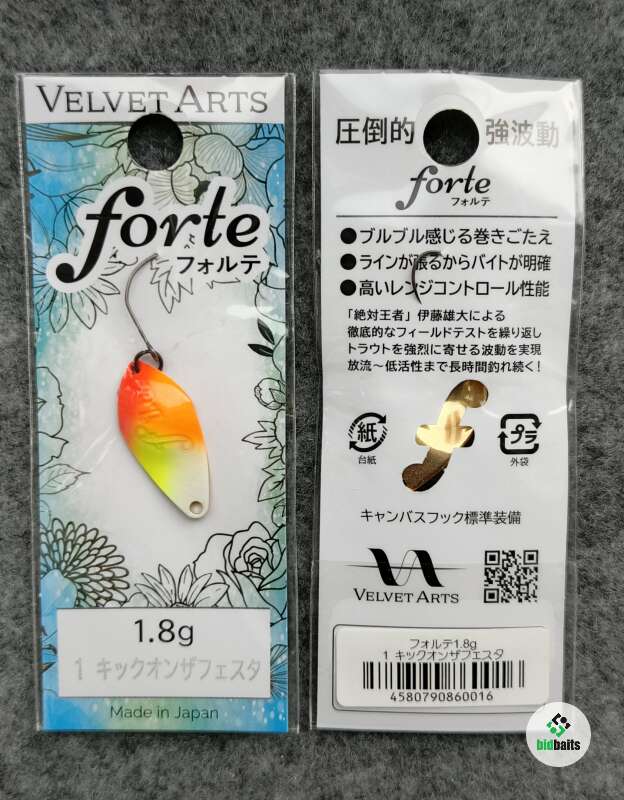 VELVET ARTS
forte
フォルテ
1.8g
1 キックオンザフェスタ
Made in Japan
圧倒的 強波動
forte
フォルテ
●ブルブル感じる巻きごたえ
●ラインが張るからバイトが明確
●高いレンジコントロール性能
「絶対王者」伊藤雄大による
徹底的なフィールドテストを繰り返し
トラウトを強烈に寄せる波動を実現
放流〜低活性まで長時間釣れ続く!
紙
台紙
プラ
外袋
キャンバスフック標準装備
VELVET ARTS
フォルテ1.8g
1 キックオンザフェスタ
4580790860016
bidbaits